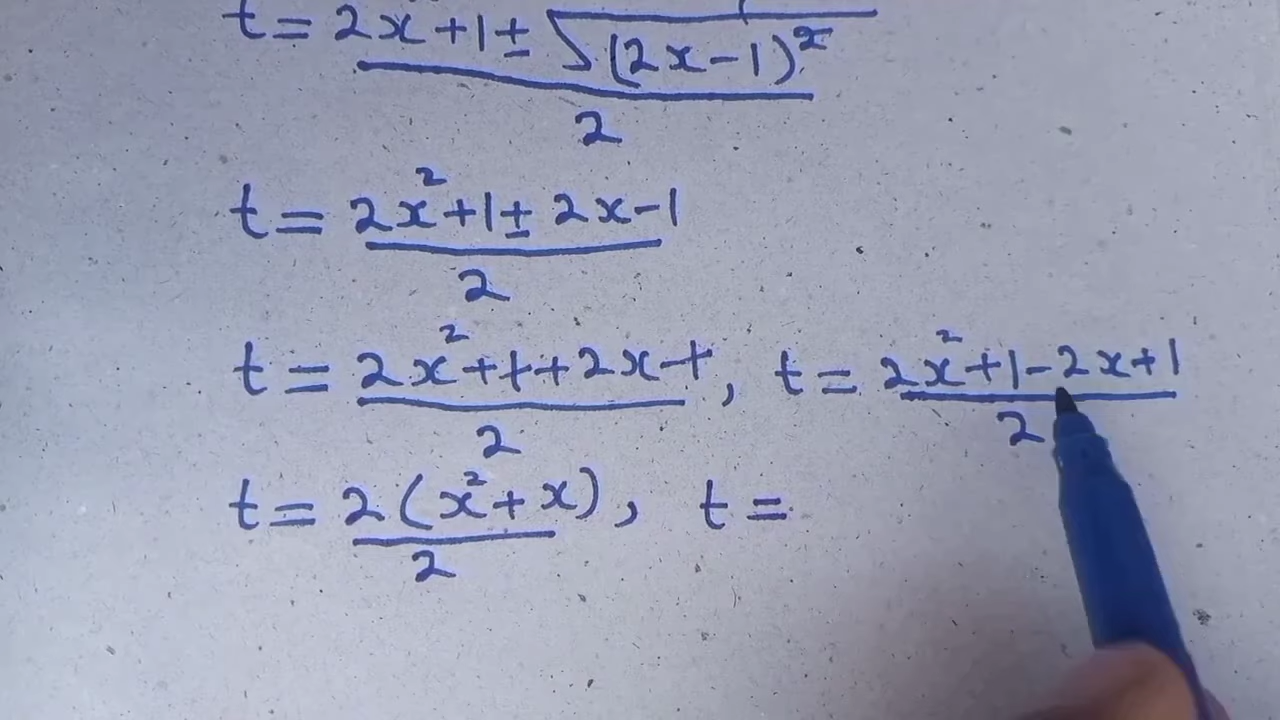 t = 2x²+1 ± √(2x-1)² / 2
t = 2x²+1 ± 2x-1 / 2
t = 2x²+1+2x-1 / 2, t = 2x²+1-2x+1 / 2
t = 2(x²+x) / 2, t =